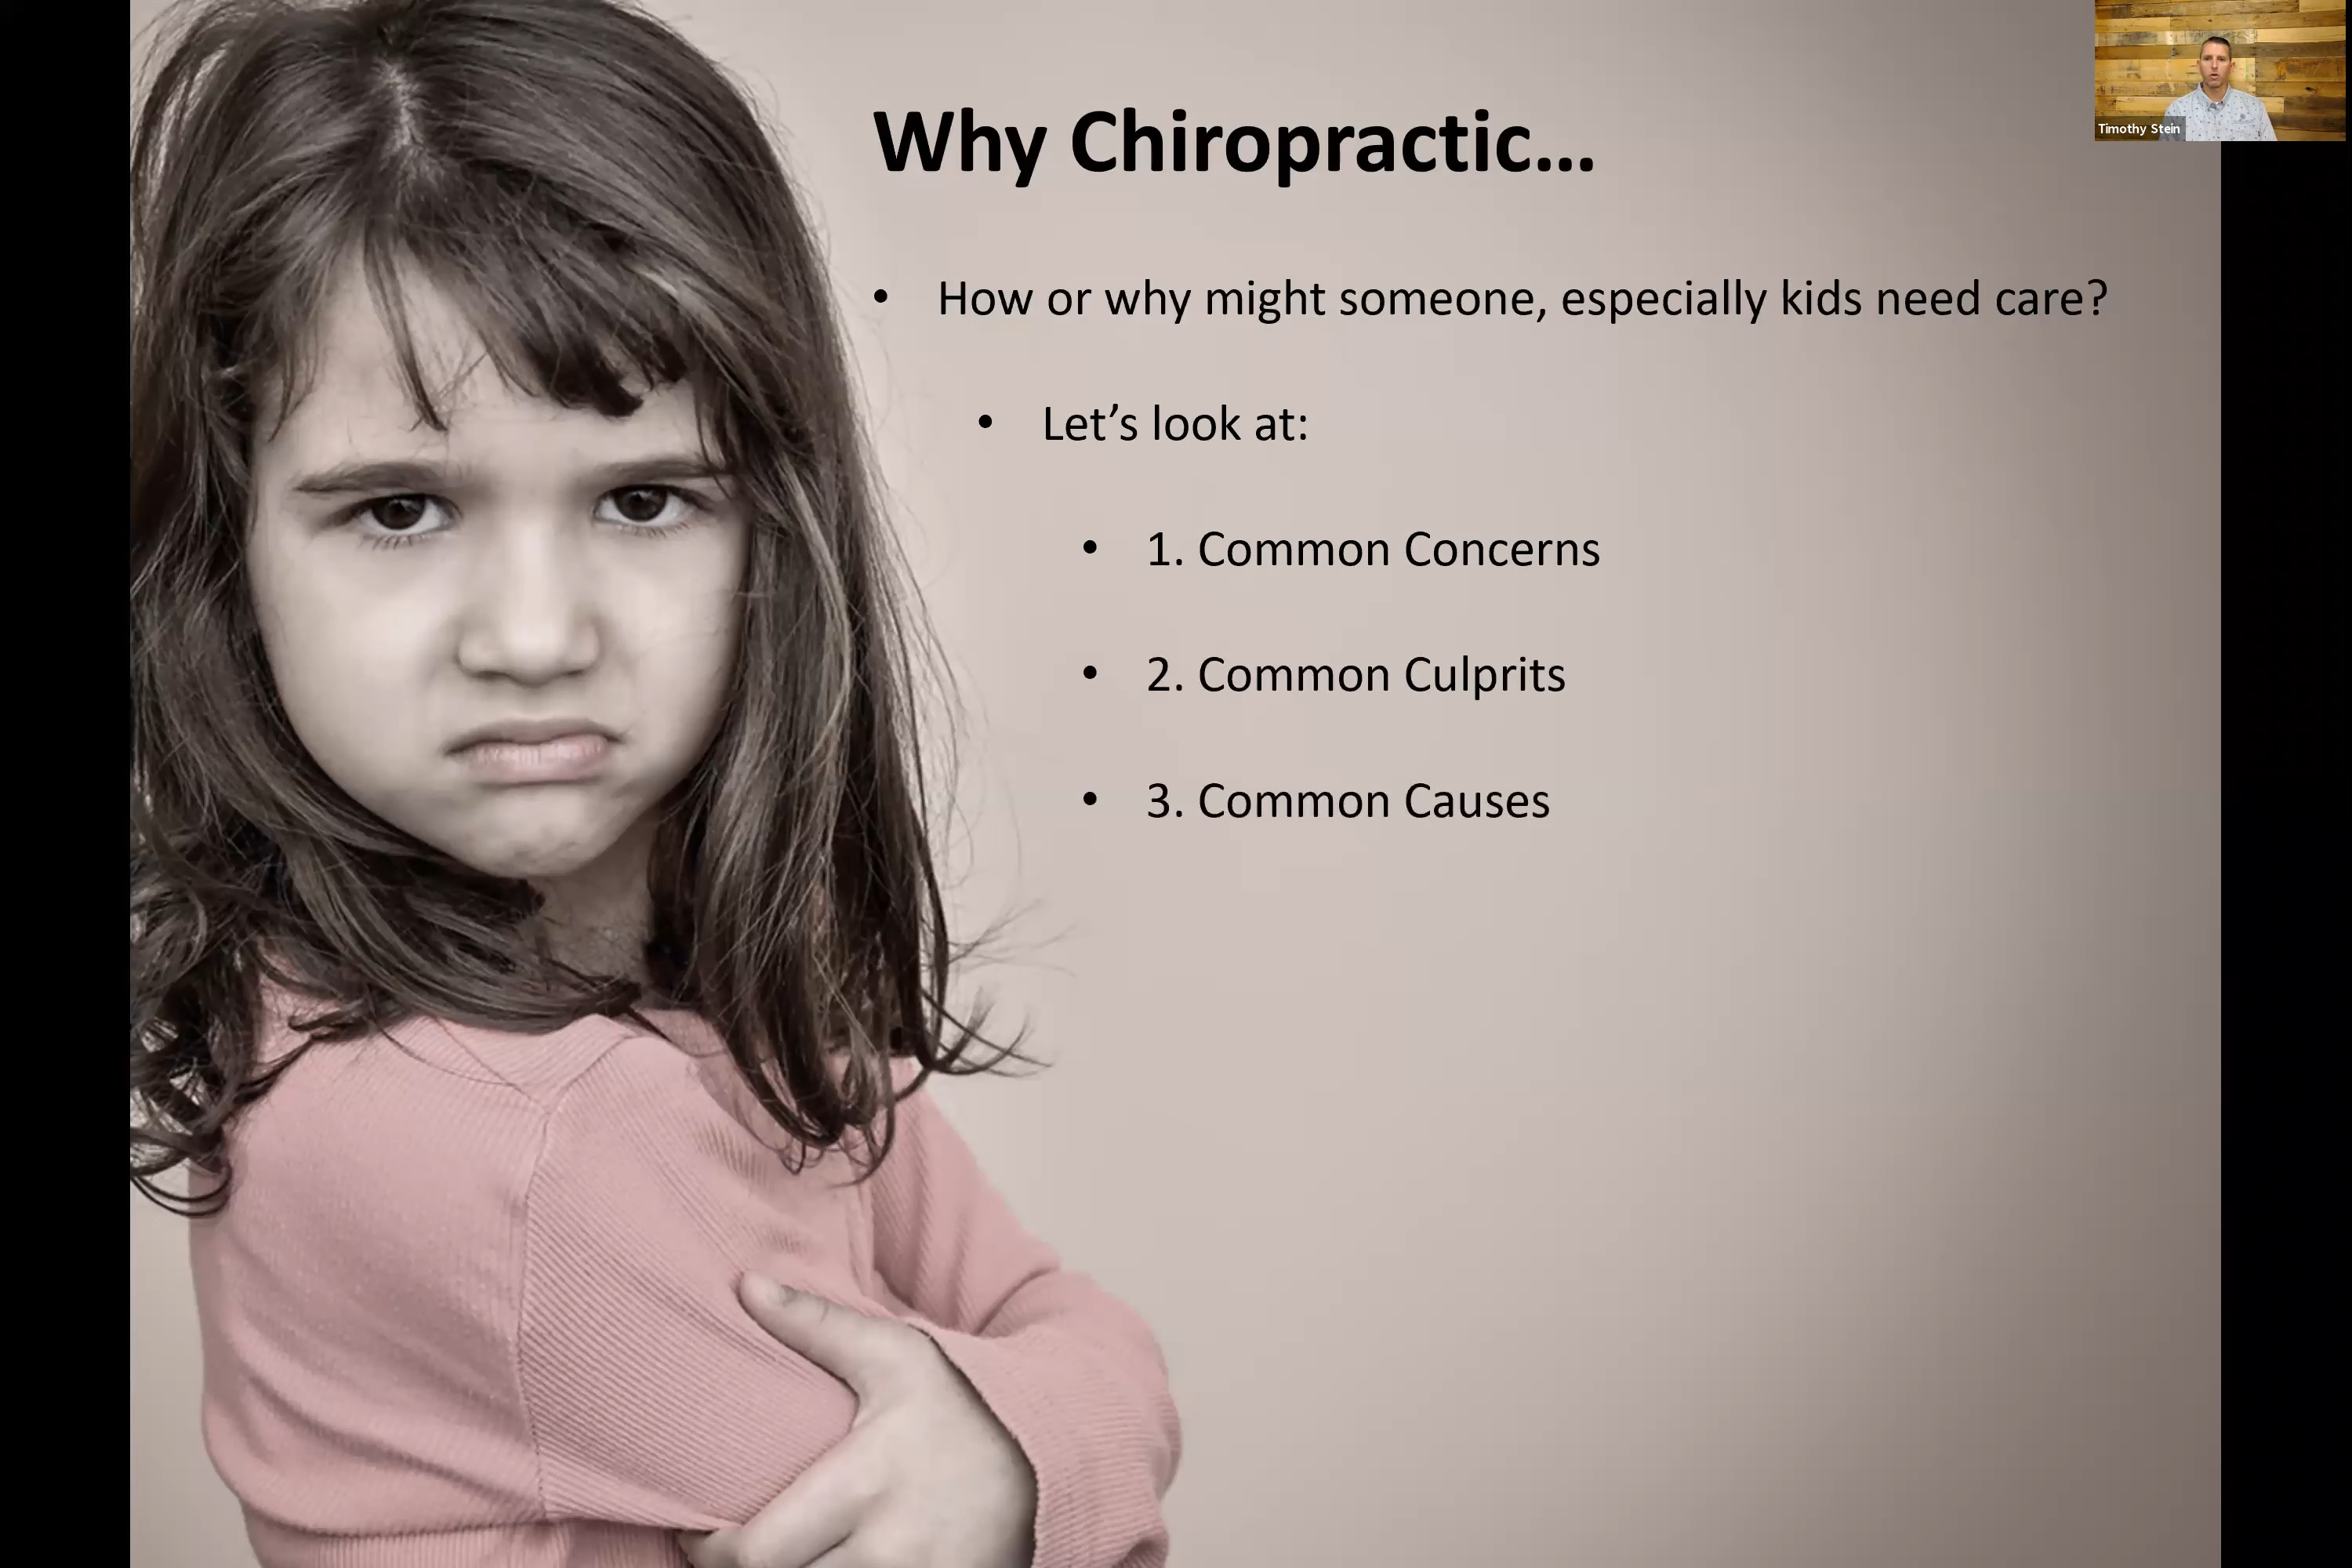 Why Chiropractic...
• How or why might someone, especially kids need care?
• Let’s look at:
• 1. Common Concerns
• 2. Common Culprits
• 3. Common Causes
Timothy Stein